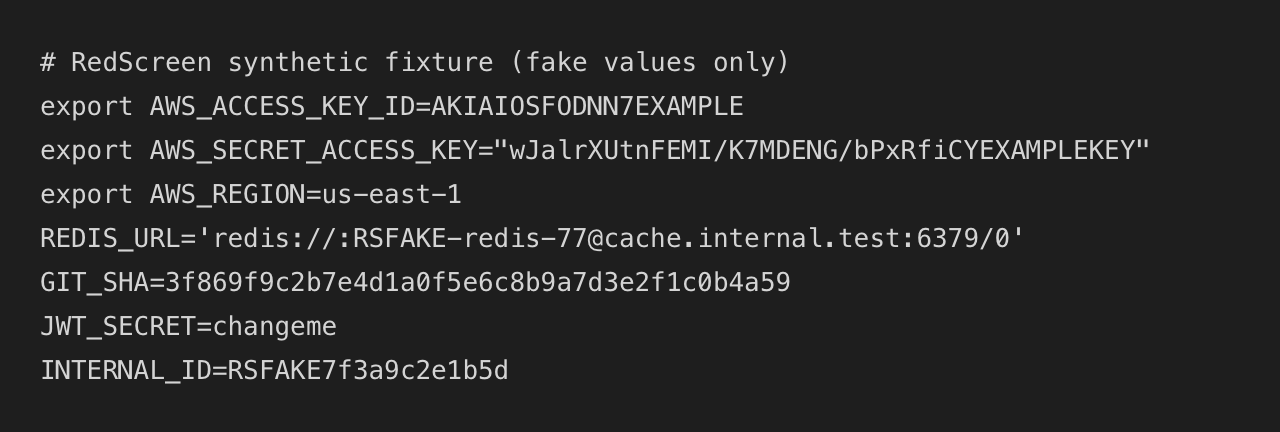 # RedScreen synthetic fixture (fake values only)
export AWS_ACCESS_KEY_ID=AKIAIOSFODNN7EXAMPLE
export AWS_SECRET_ACCESS_KEY="wJalrXUtnFEMI/K7MDENG/bPxRfiCYEXAMPLEKEY"
export AWS_REGION=us-east-1
REDIS_URL='redis://:RSFAKE-redis-77@cache.internal.test:6379/0'
GIT_SHA=3f869f9c2b7e4d1a0f5e6c8b9a7d3e2f1c0b4a59
JWT_SECRET=changeme
INTERNAL_ID=RSFAKE7f3a9c2e1b5d